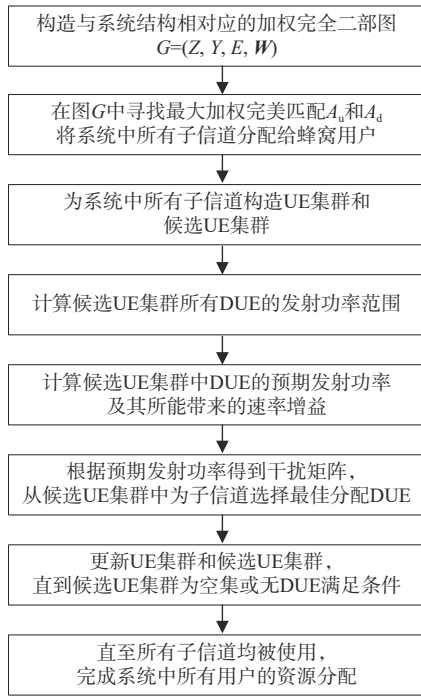 构造与系统结构相对应的加权完全二部图
G=(Z, Y, E, W)
在图G中寻找最大加权完美匹配Au和Ad
将系统中所有子信道分配给蜂窝用户
为系统中所有子信道构造UE集群和
候选UE集群
计算候选UE集群所有DUE的发射功率范围
计算候选UE集群中DUE的预期发射功率
及其所能带来的速率增益
根据预期发射功率得到干扰矩阵，
从候选UE集群中为子信道选择最佳分配DUE
更新UE集群和候选UE集群，
直到候选UE集群为空集或无DUE满足条件
直至所有子信道均被使用，
完成系统中所有用户的资源分配